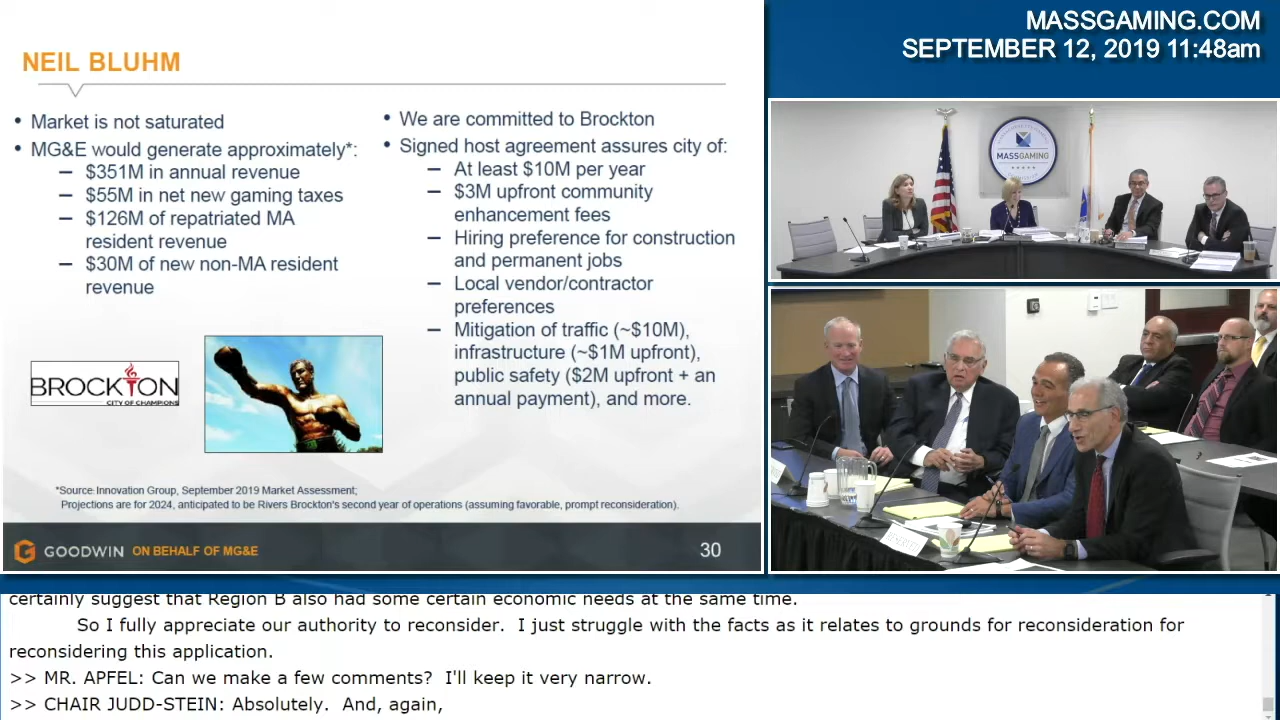 MASSGAMING.COM
SEPTEMBER 12, 2019 11:48am
NEIL BLUHM
• Market is not saturated
• MG&E would generate approximately*:
– $351M in annual revenue
– $55M in net new gaming taxes
– $126M of repatriated MA
resident revenue
– $30M of new non-MA resident
revenue
• We are committed to Brockton
• Signed host agreement assures city of:
– At least $10M per year
– $3M upfront community
enhancement fees
– Hiring preference for construction
and permanent jobs
– Local vendor/contractor
preferences
– Mitigation of traffic (~$10M),
infrastructure (~$1M upfront),
public safety ($2M upfront + an
annual payment), and more.
BROCKTON
CITY OF CHAMPIONS
*Source: Innovation Group, September 2019 Market Assessment;
Projections are for 2024, anticipated to be Rivers Brockton's second year of operations (assuming favorable, prompt reconsideration).
GOODWIN ON BEHALF OF MG&E
30
MASSGAMING
certainly suggest that Region B also had some certain economic needs at the same time.
So I fully appreciate our authority to reconsider. I just struggle with the facts as it relates to grounds for reconsideration for
reconsidering this application.
>> MR. APFEL: Can we make a few comments? I'll keep it very narrow.
>> CHAIR JUDD-STEIN: Absolutely. And, again,